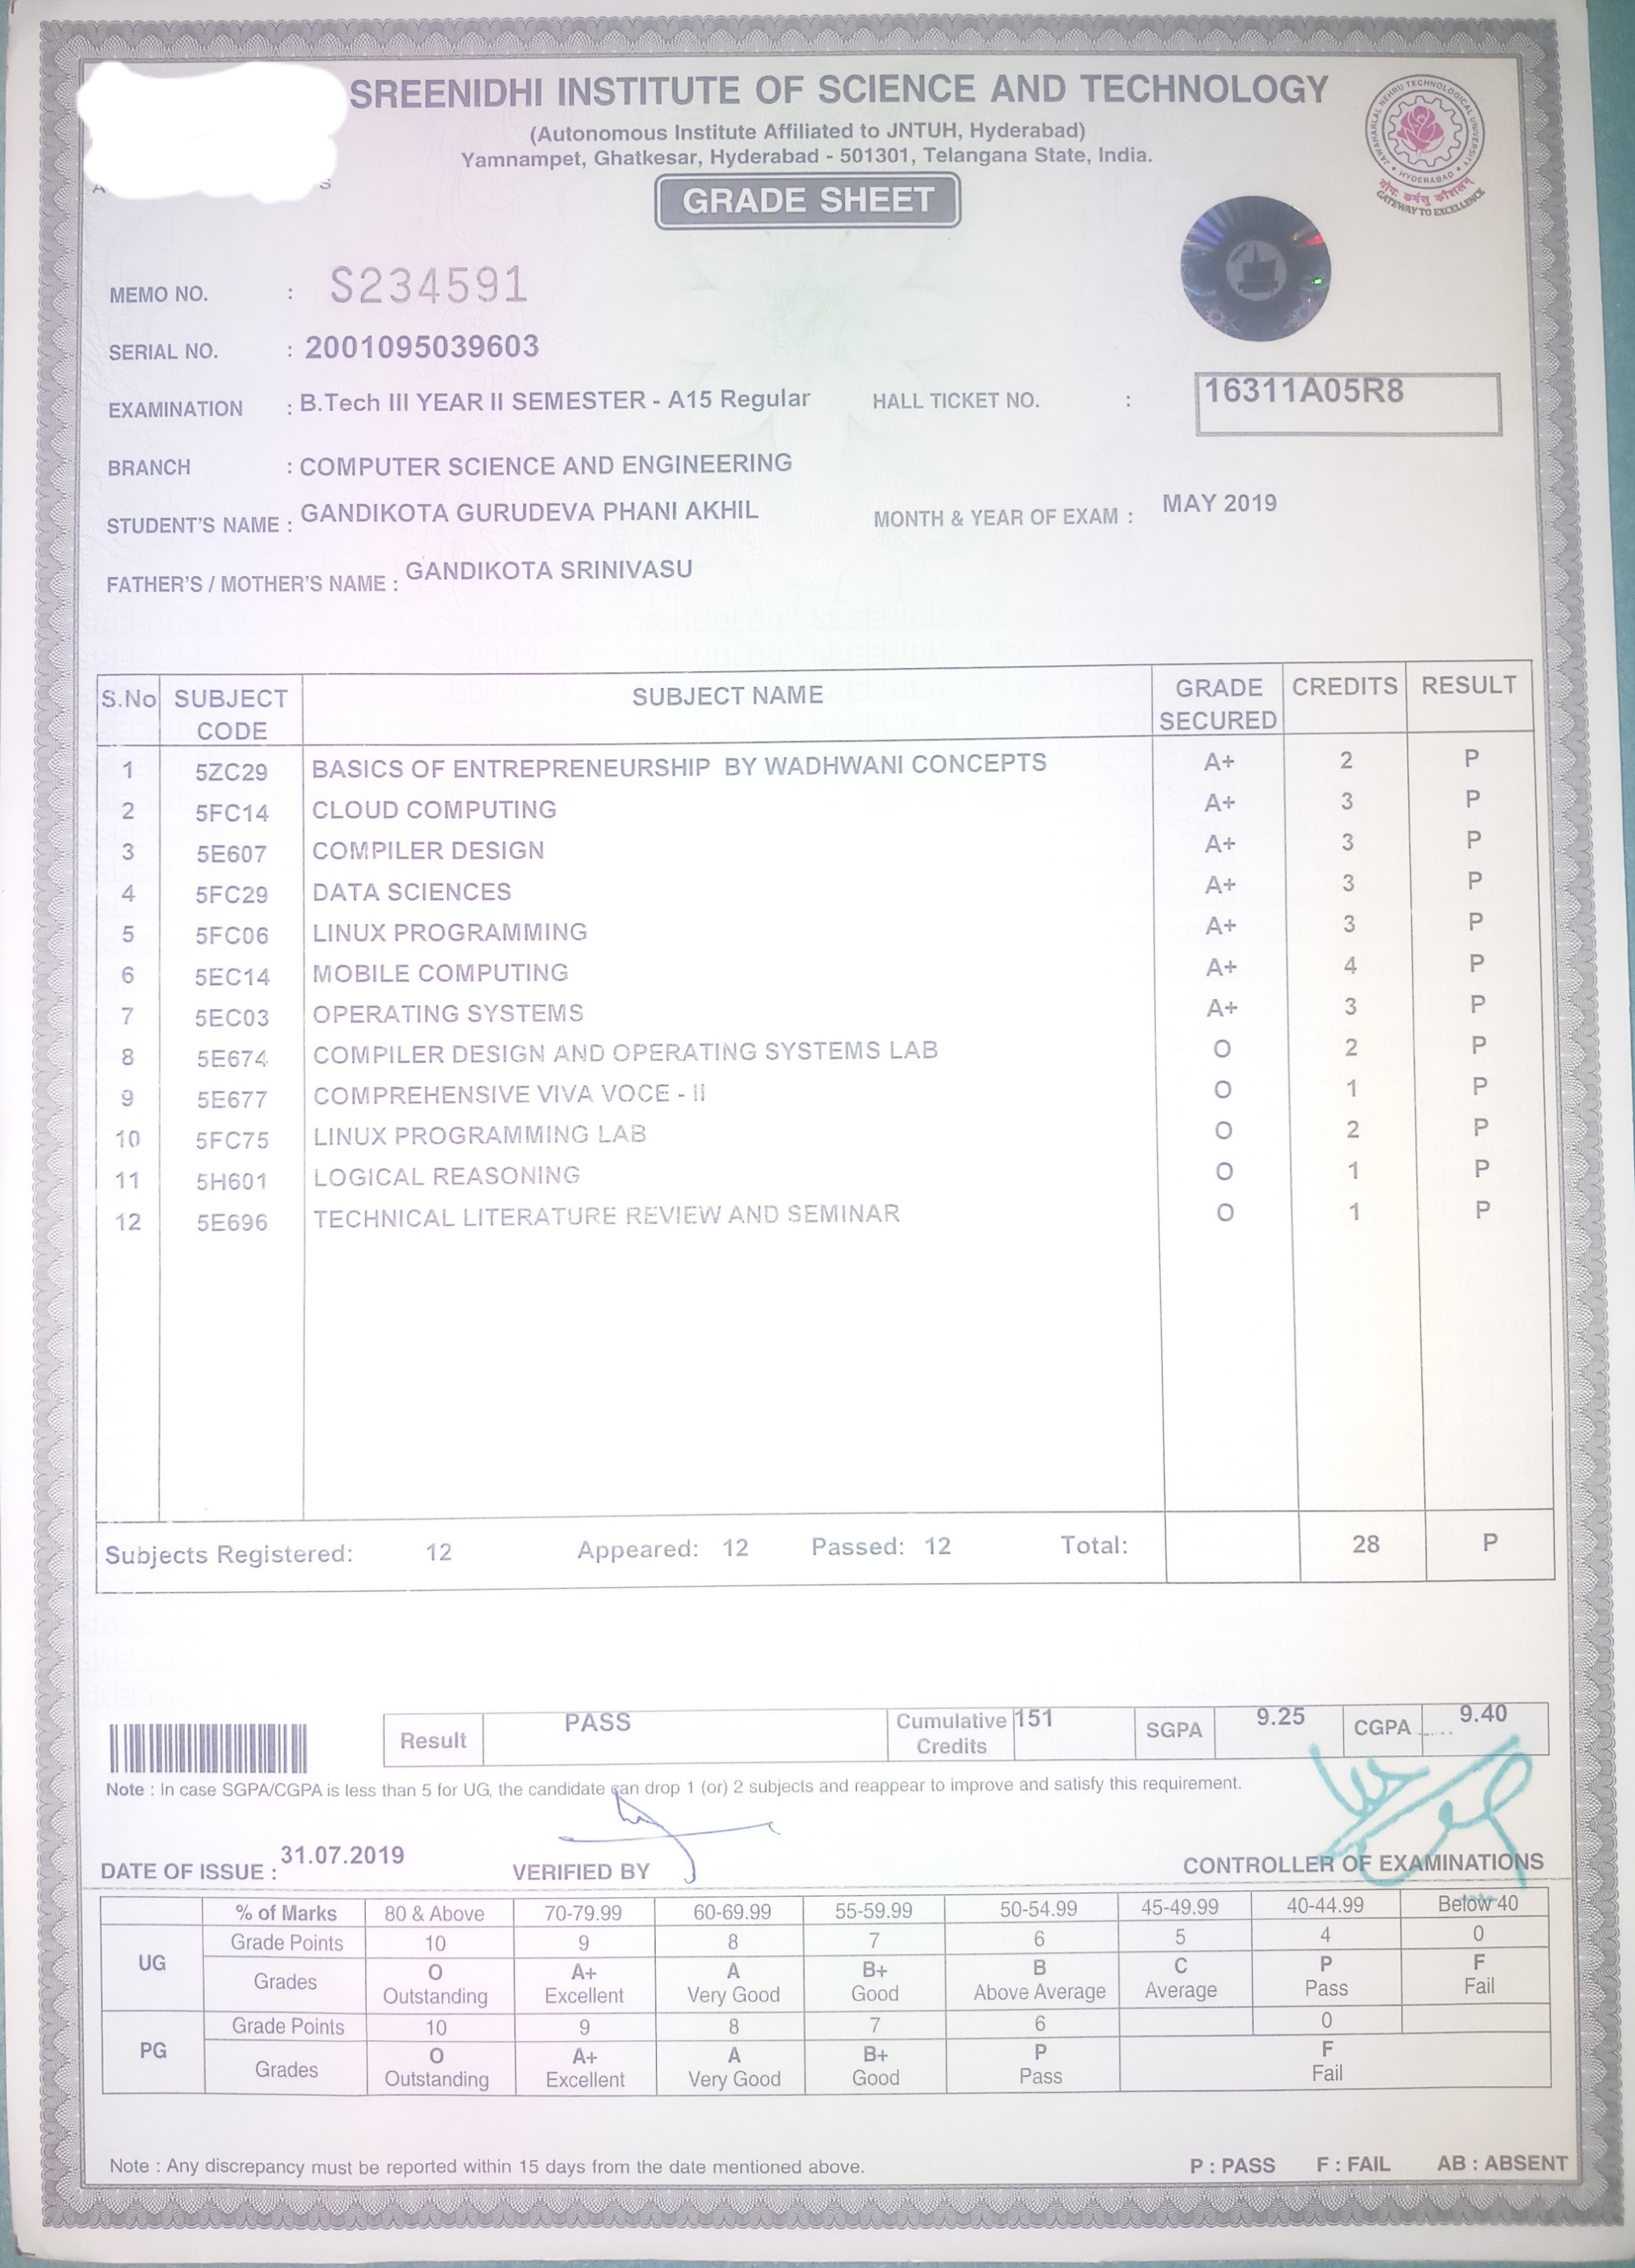 SREENIDHI INSTITUTE OF SCIENCE AND TECHNOLOGY
(Autonomous Institute Affiliated to JNTUH, Hyderabad)
Yamnampet, Ghatkesar, Hyderabad - 501301, Telangana State, India.
JAWAHARLAL NEHRU TECHNOLOGICAL UNIVERSITY
HYDERABAD
योगः कर्मसु कौशलम्
GATEWAY TO EXCELLENCE
A S
GRADE SHEET
MEMO NO. : S234591
SERIAL NO. : 2001095039603
EXAMINATION : B.Tech III YEAR II SEMESTER - A15 Regular HALL TICKET NO. : 16311A05R8
BRANCH : COMPUTER SCIENCE AND ENGINEERING
STUDENT'S NAME : GANDIKOTA GURUDEVA PHANI AKHIL MONTH & YEAR OF EXAM : MAY 2019
FATHER'S / MOTHER'S NAME : GANDIKOTA SRINIVASU
S.No SUBJECT CODE SUBJECT NAME GRADE SECURED CREDITS RESULT
1 5ZC29 BASICS OF ENTREPRENEURSHIP BY WADHWANI CONCEPTS A+ 2 P
2 5FC14 CLOUD COMPUTING A+ 3 P
3 5E607 COMPILER DESIGN A+ 3 P
4 5FC29 DATA SCIENCES A+ 3 P
5 5FC06 LINUX PROGRAMMING A+ 3 P
6 5EC14 MOBILE COMPUTING A+ 4 P
7 5EC03 OPERATING SYSTEMS A+ 3 P
8 5E674 COMPILER DESIGN AND OPERATING SYSTEMS LAB O 2 P
9 5E677 COMPREHENSIVE VIVA VOCE - II O 1 P
10 5FC75 LINUX PROGRAMMING LAB O 2 P
11 5H601 LOGICAL REASONING O 1 P
12 5E696 TECHNICAL LITERATURE REVIEW AND SEMINAR O 1 P
Subjects Registered: 12 Appeared: 12 Passed: 12 Total: 28 P
Result PASS Cumulative Credits 151 SGPA 9.25 CGPA 9.40
Note : In case SGPA/CGPA is less than 5 for UG, the candidate can drop 1 (or) 2 subjects and reappear to improve and satisfy this requirement.
DATE OF ISSUE : 31.07.2019 VERIFIED BY CONTROLLER OF EXAMINATIONS
% of Marks 80 & Above 70-79.99 60-69.99 55-59.99 50-54.99 45-49.99 40-44.99 Below 40
UG Grade Points 10 9 8 7 6 5 4 0
Grades O A+ A B+ B C P F
Outstanding Excellent Very Good Good Above Average Average Pass Fail
PG Grade Points 10 9 8 7 6 0
Grades O A+ A B+ P F
Outstanding Excellent Very Good Good Pass Fail
Note : Any discrepancy must be reported within 15 days from the date mentioned above. P : PASS F : FAIL AB : ABSENT